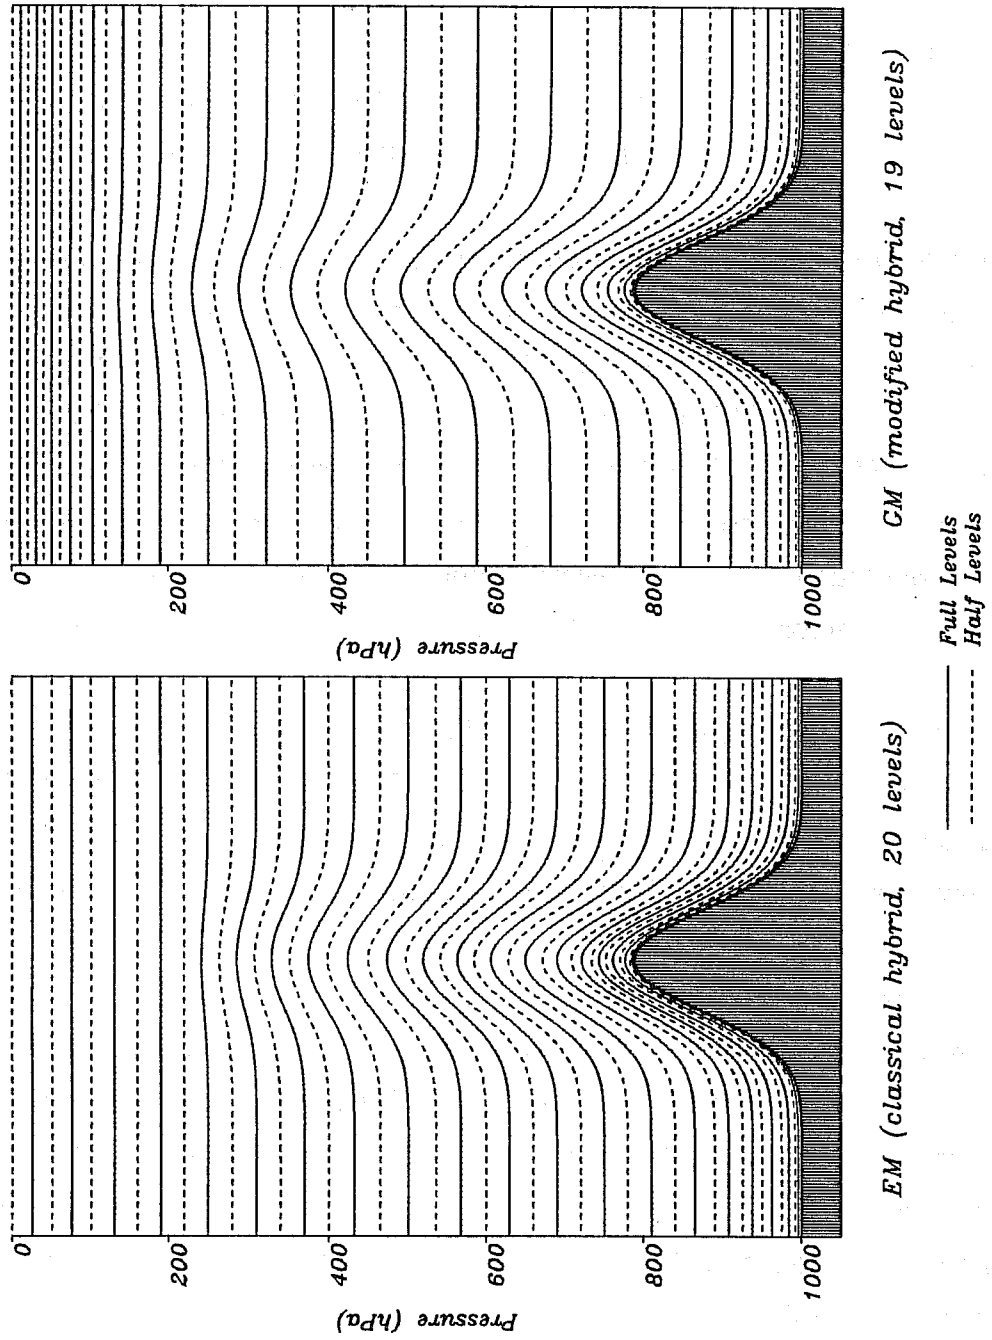 Pressure (hPa)
0
200
400
600
800
1000
EM (classical hybrid, 20 levels)
Pressure (hPa)
0
200
400
600
800
1000
GM (modified hybrid, 19 levels)
Full Levels
Half Levels